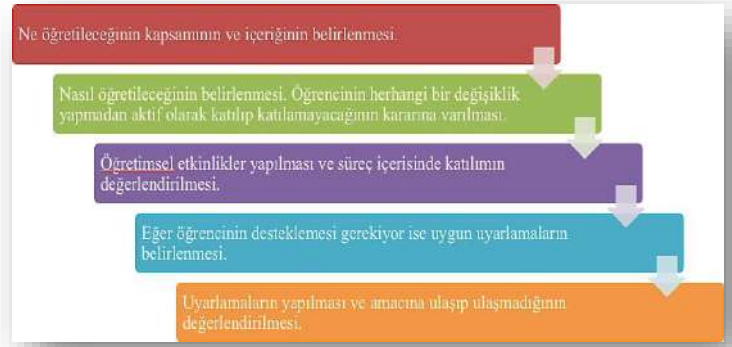 Ne öğretileceğinin kapsamının ve içeriğinin belirlenmesi.
Nasıl öğretileceğinin belirlenmesi. Öğrencinin herhangi bir değişiklik
yapmadan aktif olarak katılıp katılamayacağının kararına varılması.
Öğretimsel etkinlikler yapılması ve süreç içerisinde katılımın
değerlendirilmesi.
Eğer öğrencinin desteklemesi gerekiyor ise uygun uyarlamaların
belirlenmesi.
Uyarlamaların yapılması ve amacına ulaşıp ulaşmadığının
değerlendirilmesi.